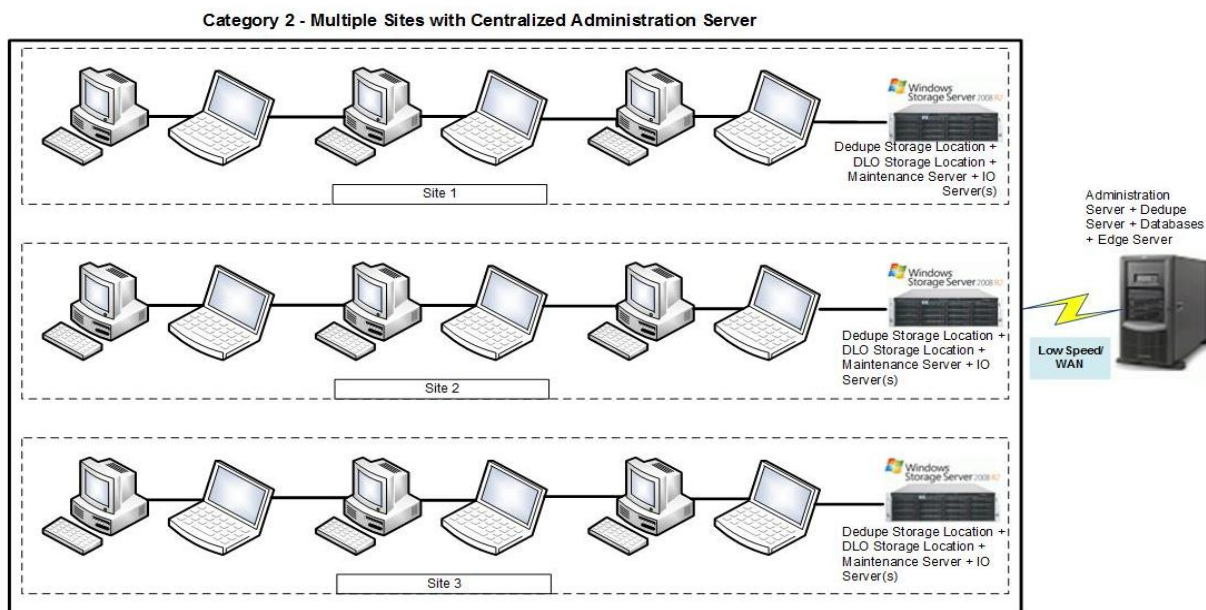 Category 2 - Multiple Sites with Centralized Administration Server
Windows
Storage Server 2008 R2
Dedupe Storage Location +
DLO Storage Location +
Maintenance Server + IO
Server(s)
Site 1
Windows
Storage Server 2008 R2
Dedupe Storage Location +
DLO Storage Location +
Maintenance Server + IO
Server(s)
Site 2
Windows
Storage Server 2008 R2
Dedupe Storage Location +
DLO Storage Location +
Maintenance Server + IO
Server(s)
Site 3
Administration
Server + Dedupe
Server + Databases
+ Edge Server
Low Speed/
WAN